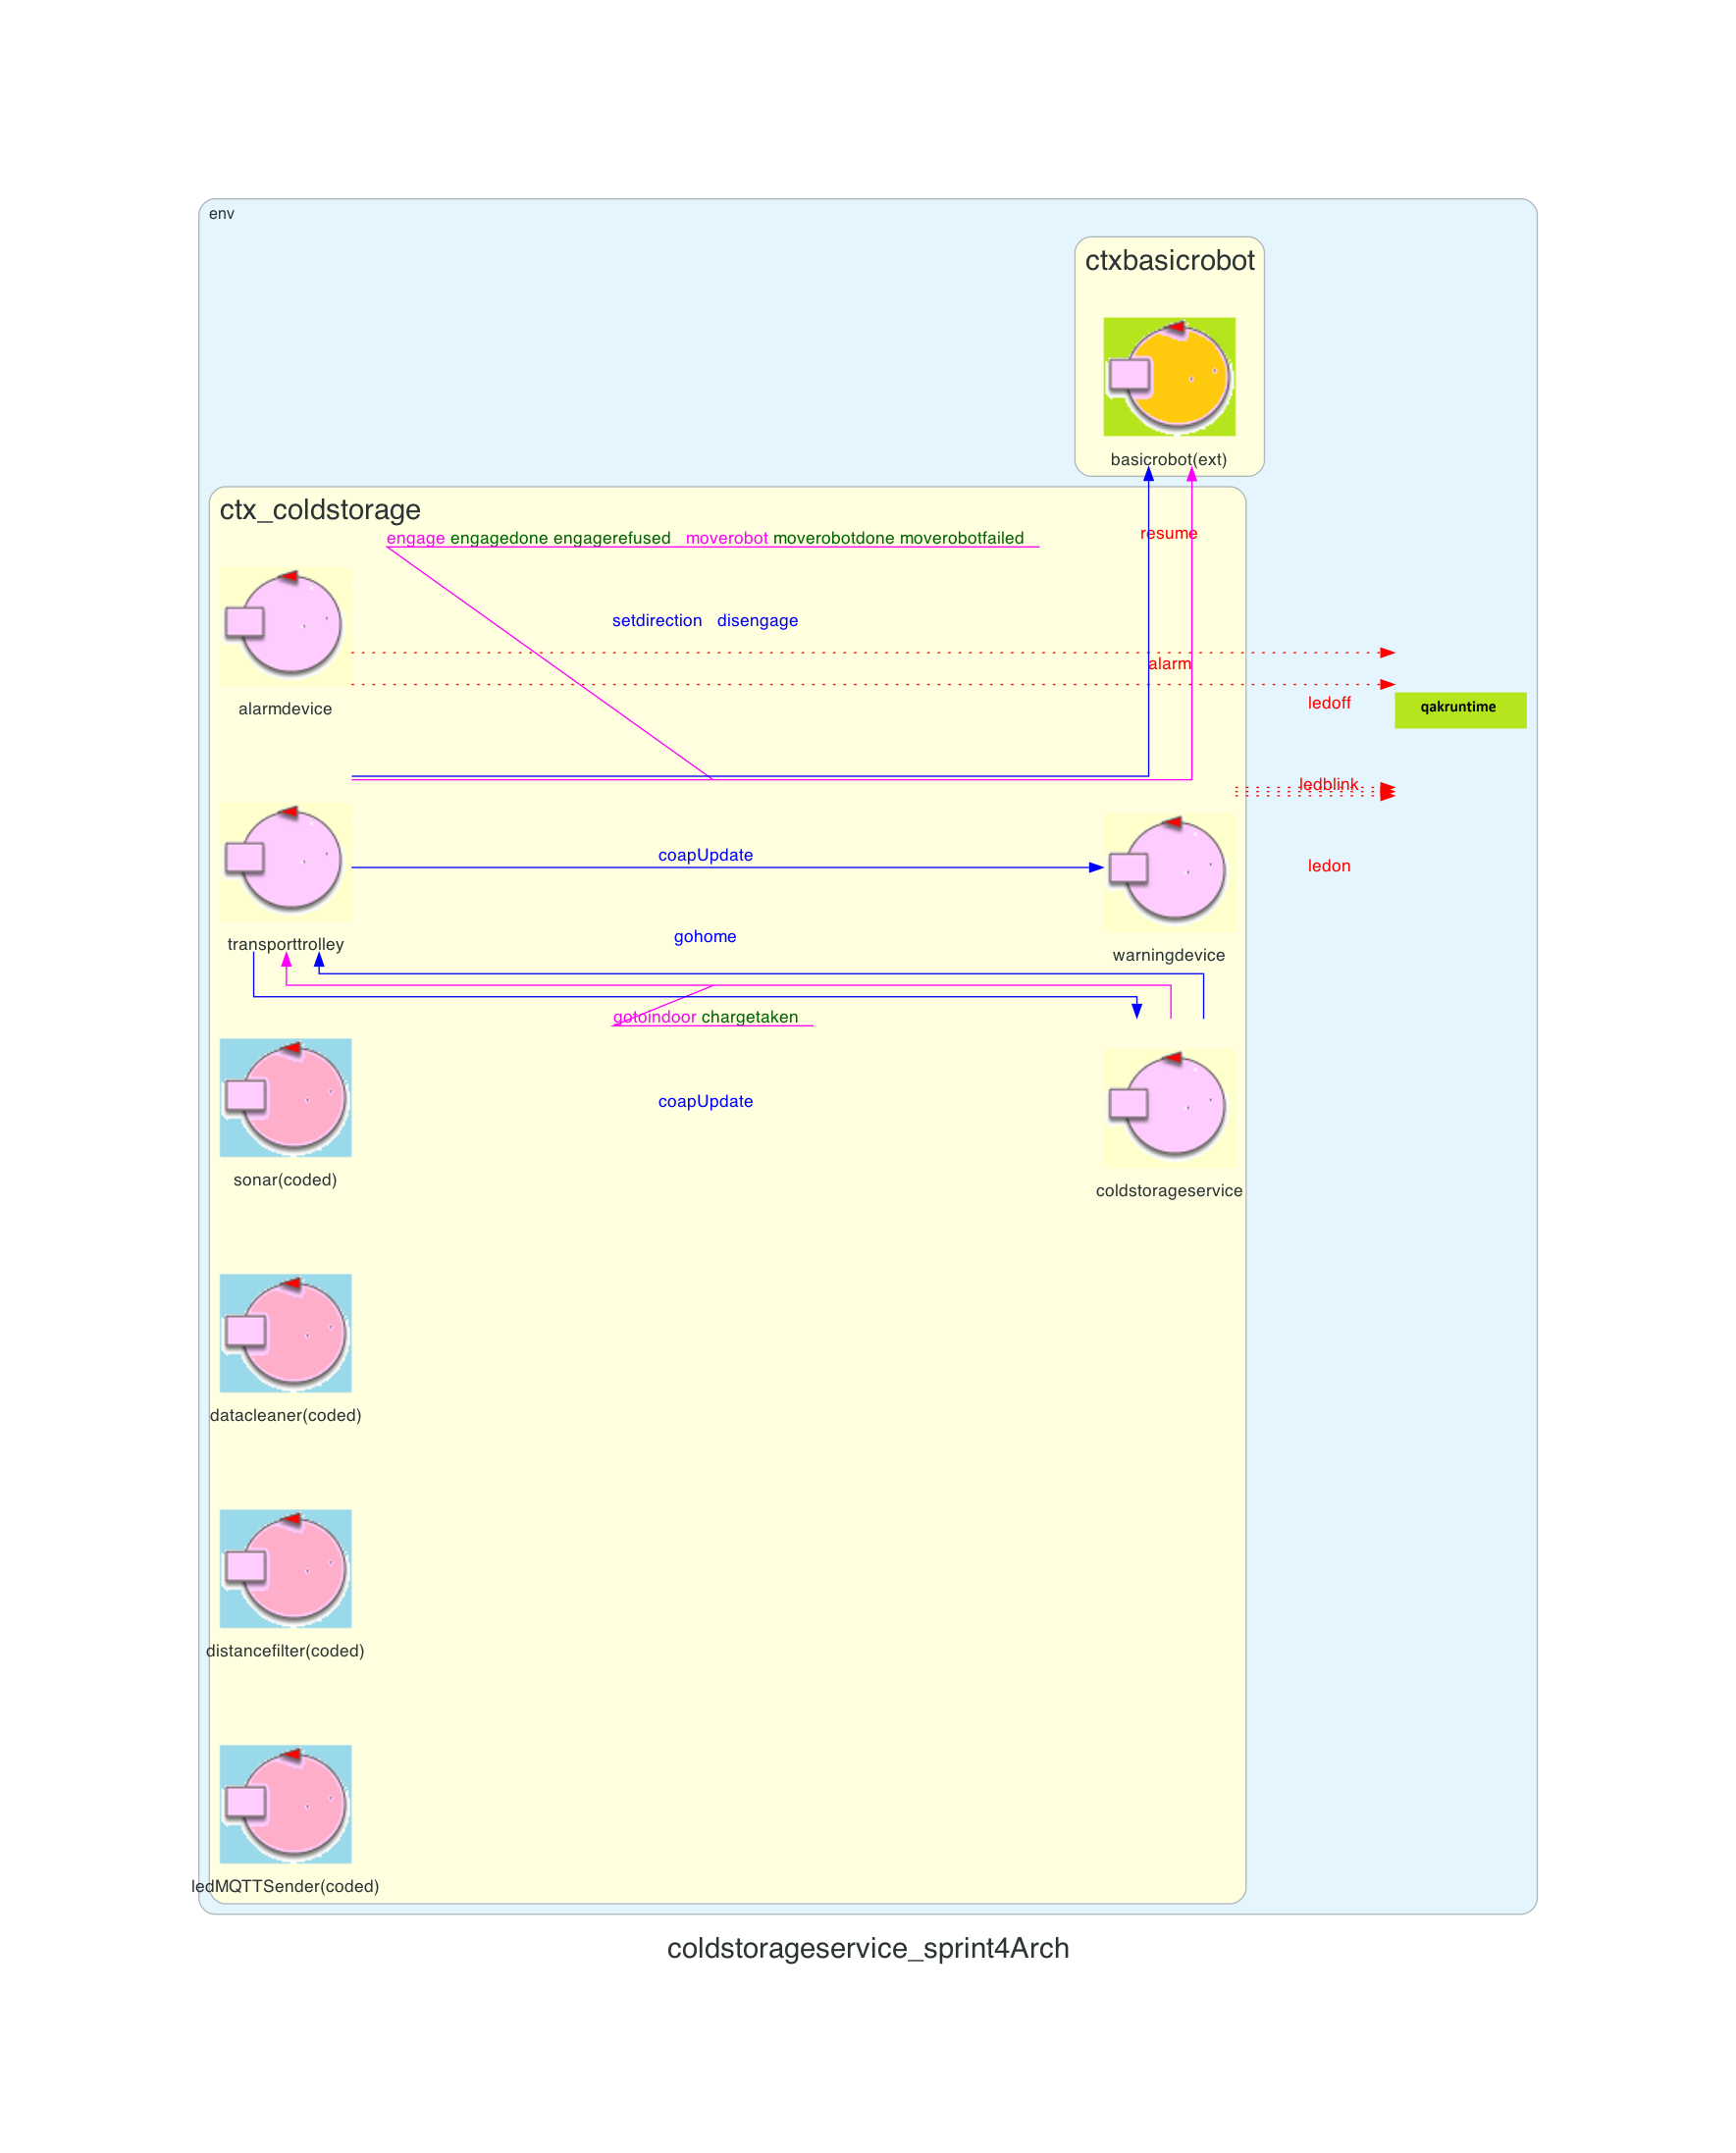 env
ctxbasicrobot
basicrobot(ext)
ctx_coldstorage
resume
engage engagedone engagerefused moverobot moverobotdone moverobotfailed
setdirection disengage
alarm
alarmdevice
ledoff
qakruntime
ledblink
coapUpdate
ledon
gohome
transporttrolley
warningdevice
gotoindoor chargetaken
coapUpdate
sonar(coded)
coldstorageservice
datacleaner(coded)
distancefilter(coded)
ledMQTTSender(coded)
coldstorageservice_sprint4Arch